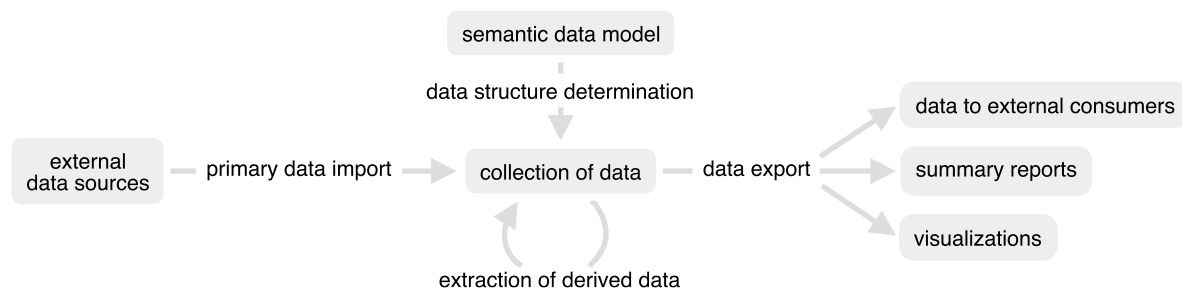 semantic data model
data structure determination
data to external consumers
external
data sources
primary data import
collection of data
data export
summary reports
visualizations
extraction of derived data